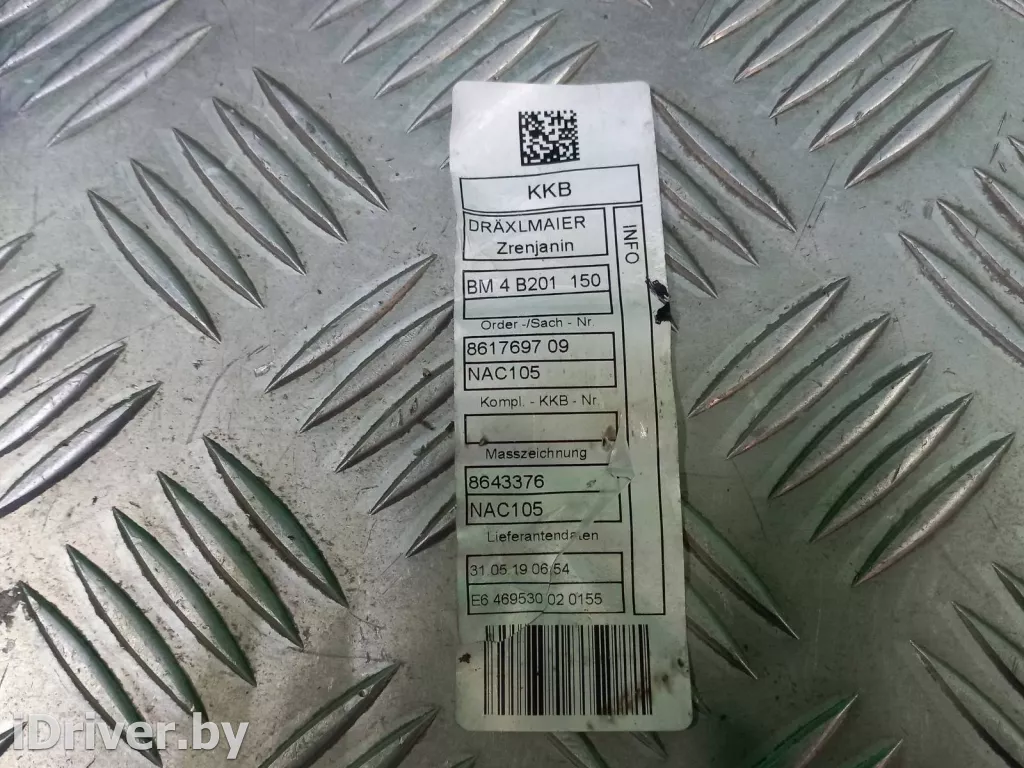 KKB
DRÄXLMAIER
Zrenjanin
INFO
BM 4 B201 150
Order -/Sach - Nr.
8617697 09
NAC105
Kompl. - KKB - Nr.
Masszeichnung
8643376
NAC105
Lieferantendaten
31 05 19 06:54
E6 469530 02 0155
iDriver.by